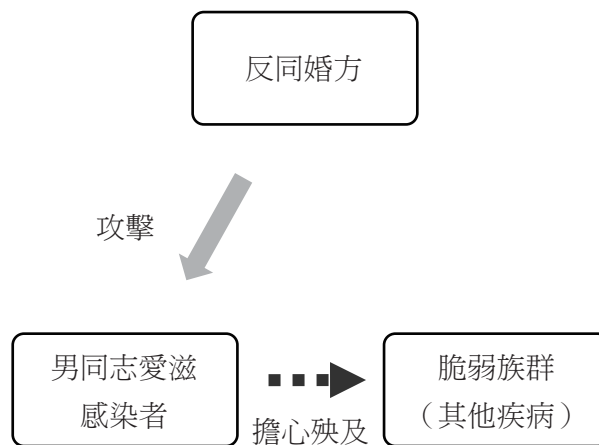 反同婚方
攻擊
男同志愛滋
感染者
擔心殃及
脆弱族群
（其他疾病）